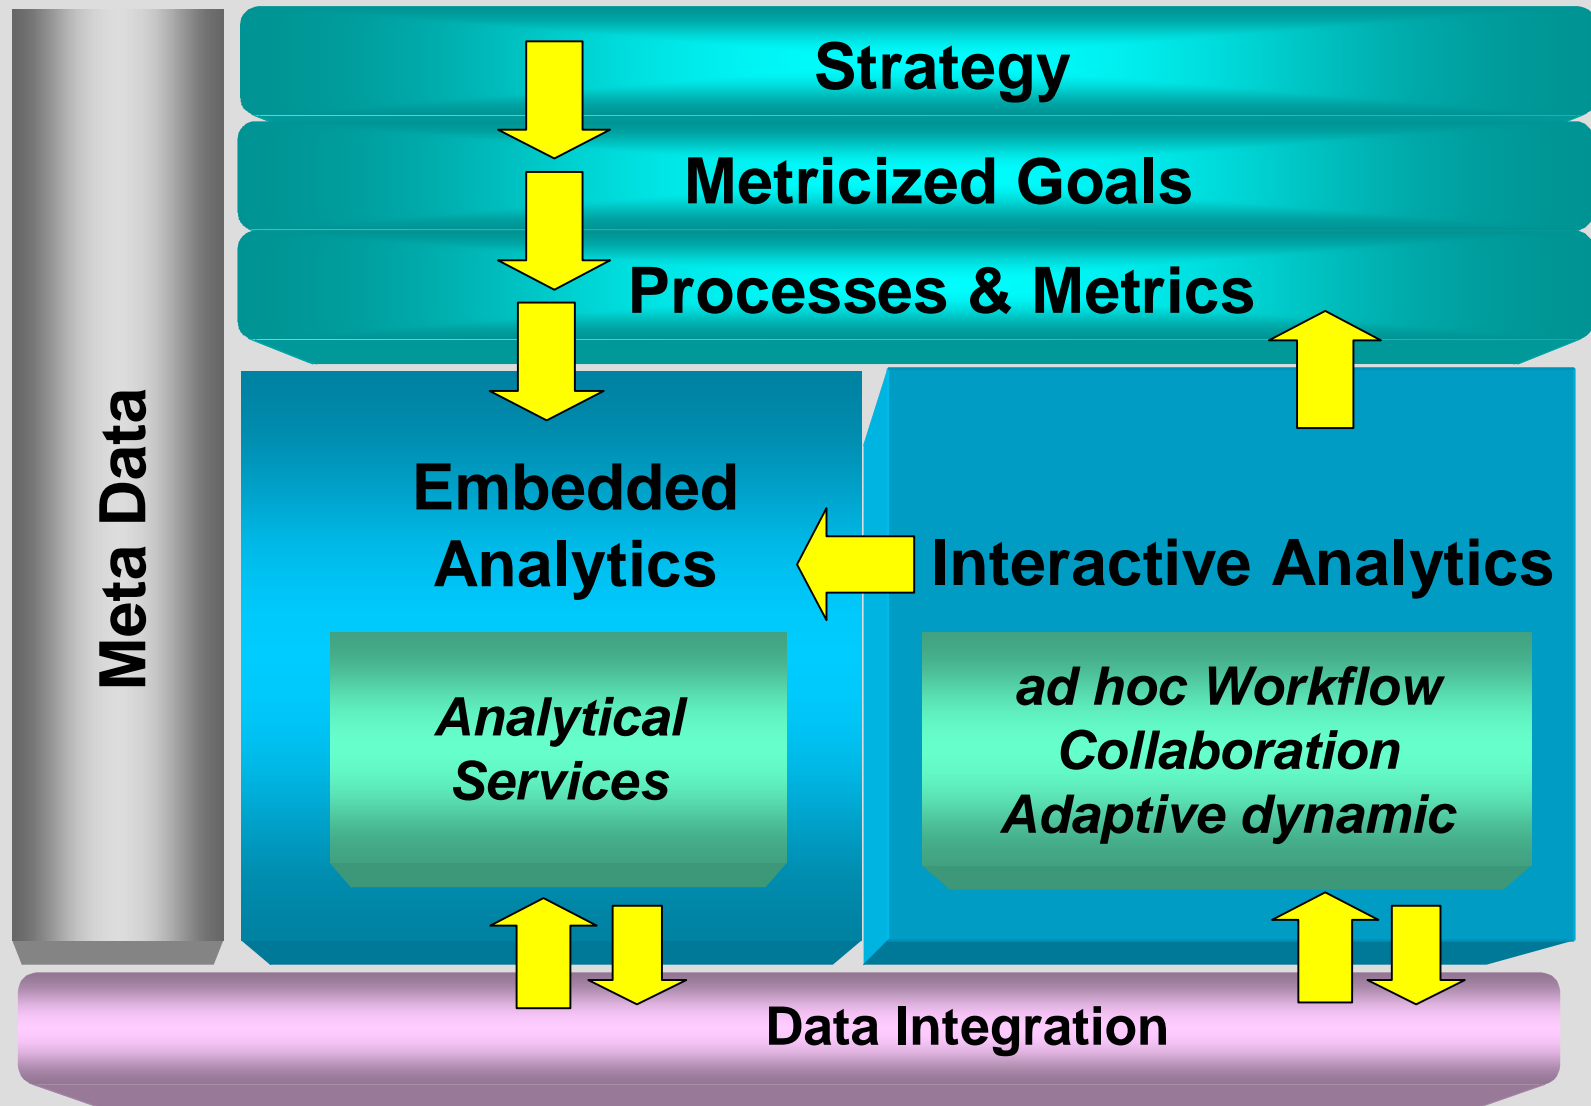 Strategy
Metricized Goals
Processes & Metrics
Meta Data
Embedded
Analytics
Interactive Analytics
Analytical
Services
ad hoc Workflow
Collaboration
Adaptive dynamic
Data Integration